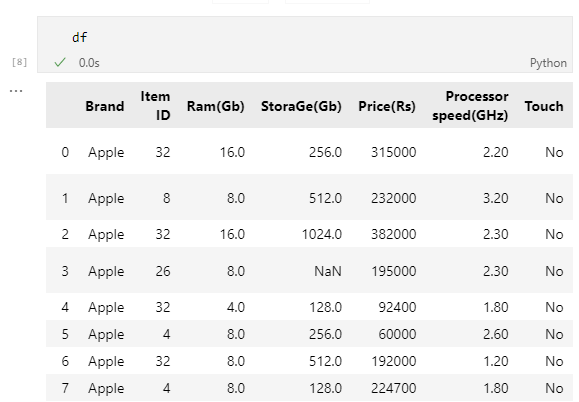 df
[8]
0.0s
Python
...
Brand Item ID Ram(Gb) StoraGe(Gb) Price(Rs) Processor speed(GHz) Touch
0 Apple 32 16.0 256.0 315000 2.20 No
1 Apple 8 8.0 512.0 232000 3.20 No
2 Apple 32 16.0 1024.0 382000 2.30 No
3 Apple 26 8.0 NaN 195000 2.30 No
4 Apple 32 4.0 128.0 92400 1.80 No
5 Apple 4 8.0 256.0 60000 2.60 No
6 Apple 32 8.0 512.0 192000 1.20 No
7 Apple 4 8.0 128.0 224700 1.80 No